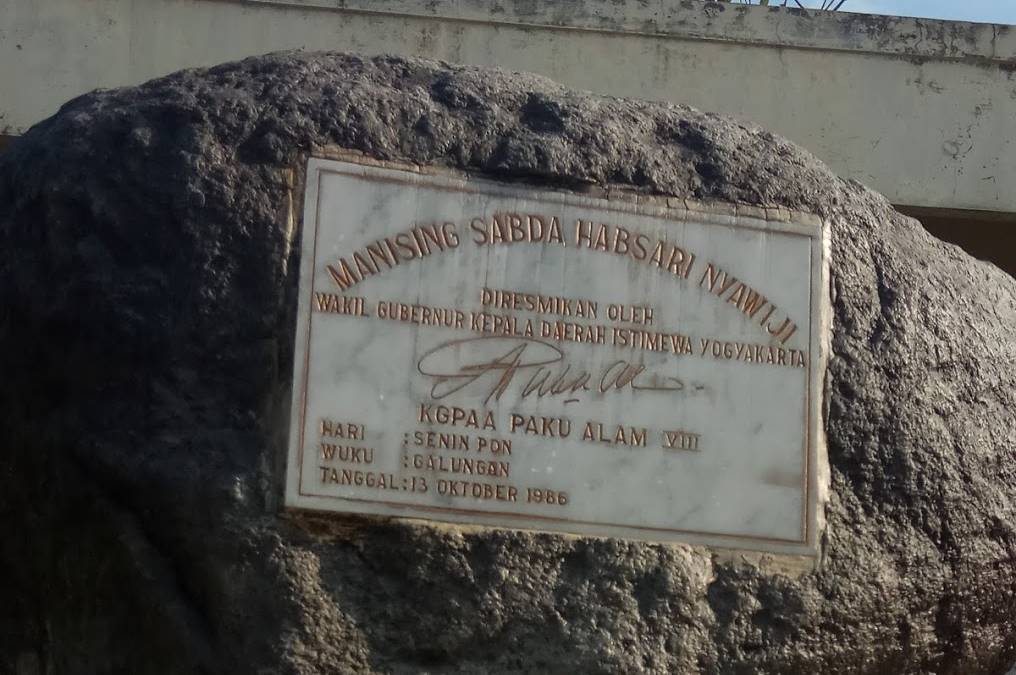 MANISING SABDA HABSARI NYAWIJI
DIRESMIKAN OLEH
WAKIL GUBERNUR KEPALA DAERAH ISTIMEWA YOGYAKARTA
KGPAA PAKU ALAM VIII
HARI : SENIN PON
WUKU : GALUNGAN
TANGGAL : 13 OKTOBER 1986